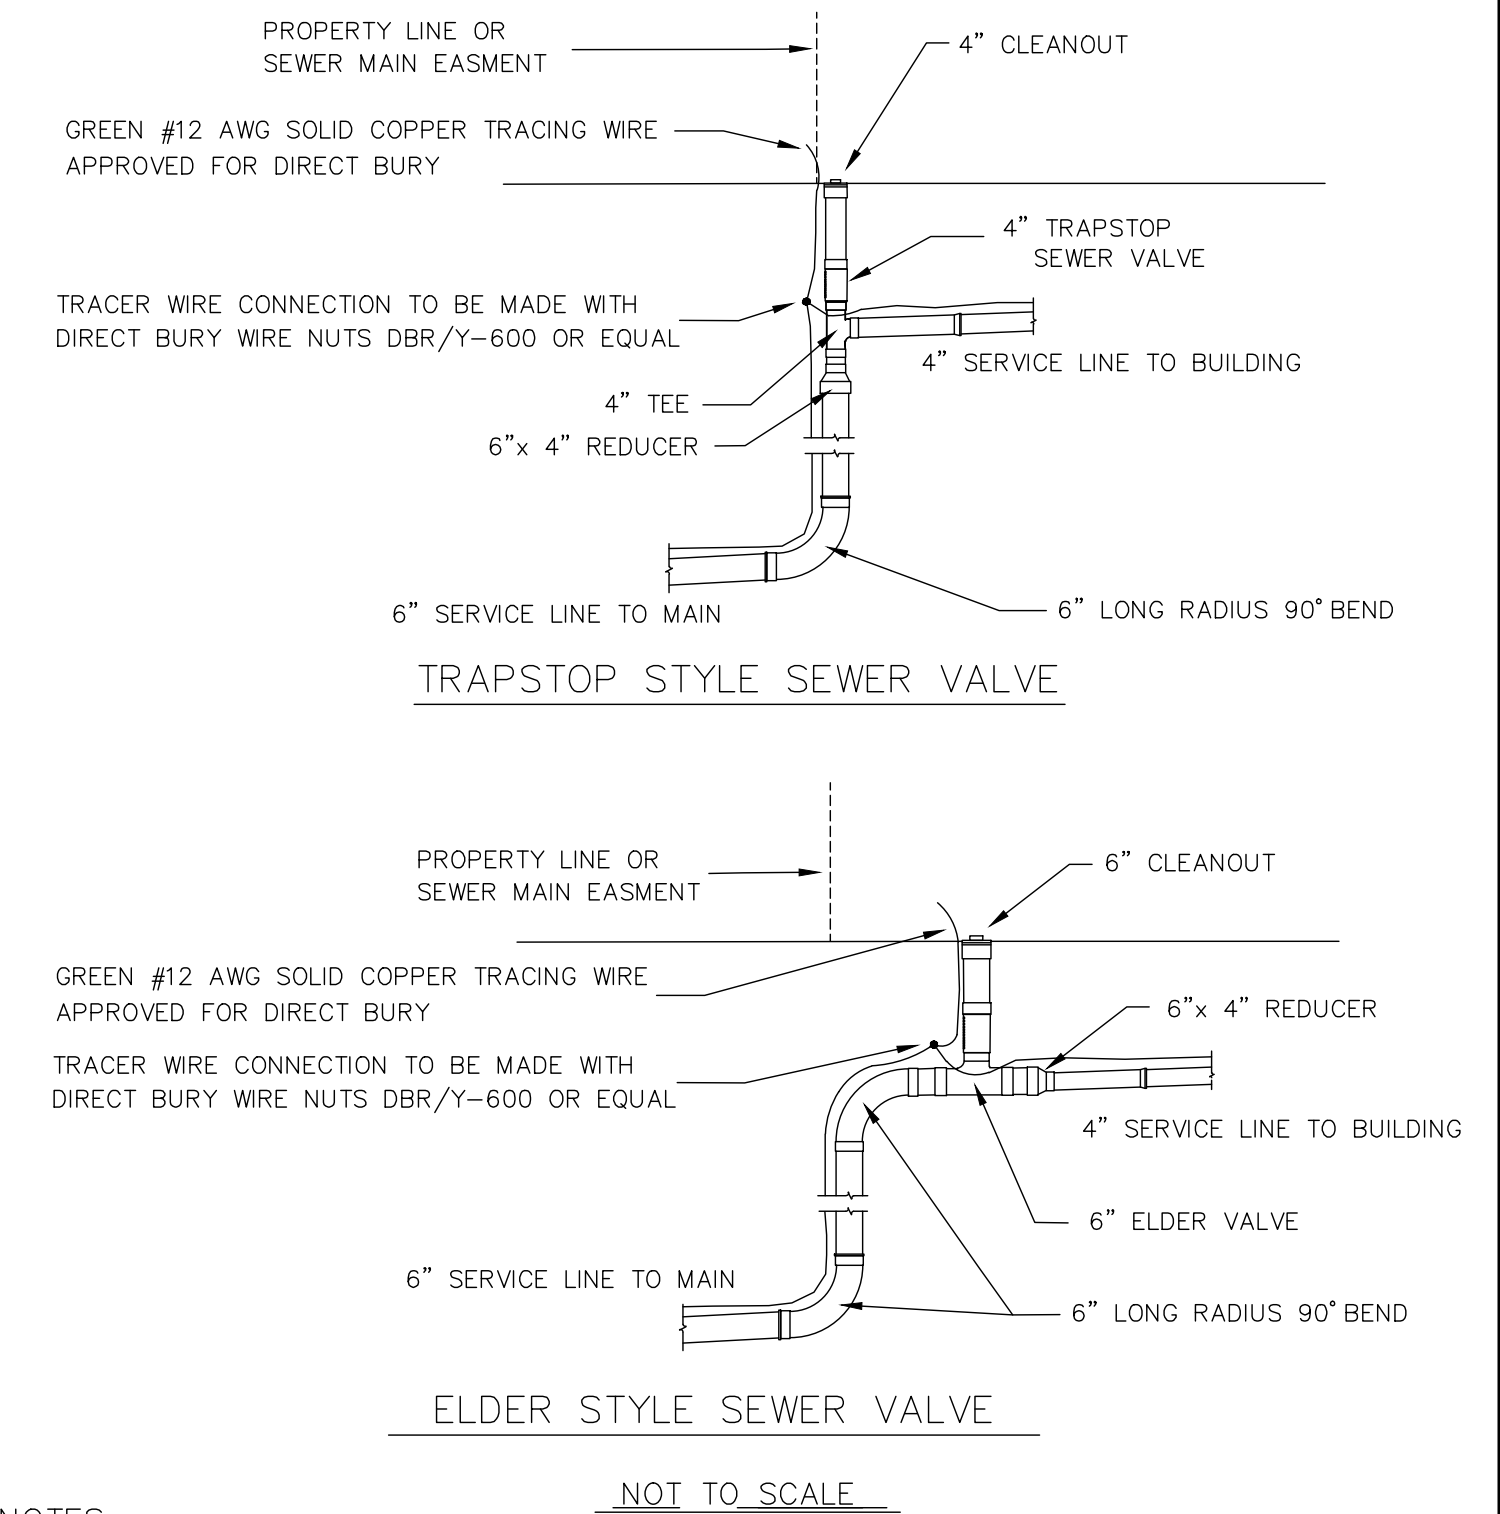 PROPERTY LINE OR
SEWER MAIN EASMENT
4” CLEANOUT
GREEN #12 AWG SOLID COPPER TRACING WIRE
APPROVED FOR DIRECT BURY
4” TRAPSTOP
SEWER VALVE
TRACER WIRE CONNECTION TO BE MADE WITH
DIRECT BURY WIRE NUTS DBR/Y-600 OR EQUAL
4” SERVICE LINE TO BUILDING
4” TEE
6”x 4” REDUCER
6” SERVICE LINE TO MAIN
6” LONG RADIUS 90° BEND
TRAPSTOP STYLE SEWER VALVE
PROPERTY LINE OR
SEWER MAIN EASMENT
6” CLEANOUT
GREEN #12 AWG SOLID COPPER TRACING WIRE
APPROVED FOR DIRECT BURY
6”x 4” REDUCER
TRACER WIRE CONNECTION TO BE MADE WITH
DIRECT BURY WIRE NUTS DBR/Y-600 OR EQUAL
4” SERVICE LINE TO BUILDING
6” ELDER VALVE
6” SERVICE LINE TO MAIN
6” LONG RADIUS 90° BEND
ELDER STYLE SEWER VALVE
NOT TO SCALE
NOTES